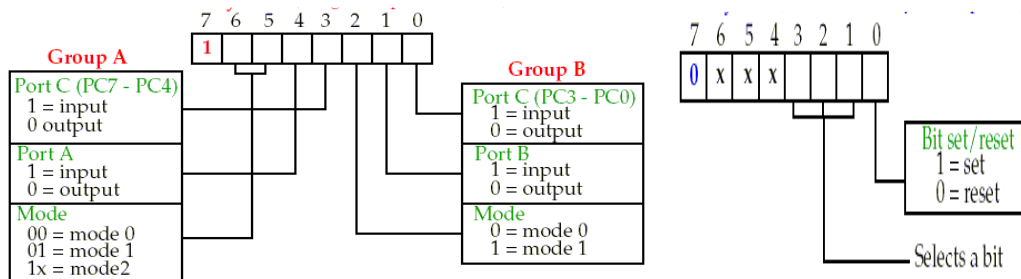 7 6 5 4 3 2 1 0
1
Group A
Port C (PC7 - PC4)
1 = input
0 output
Port A
1 = input
0 = output
Mode
00 = mode 0
01 = mode 1
1x = mode2
Group B
Port C (PC3 - PC0)
1 = input
0 = output
Port B
1 = input
0 = output
Mode
0 = mode 0
1 = mode 1
7 6 5 4 3 2 1 0
0 x x x
Bit set/reset
1 = set
0 = reset
Selects a bit